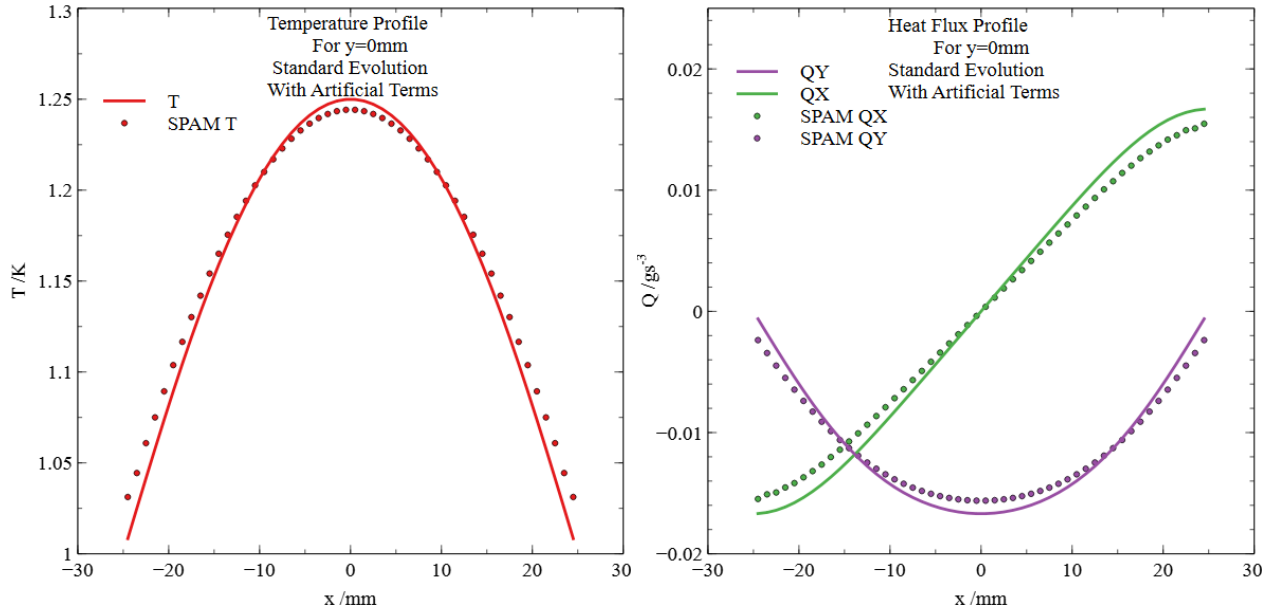 1.3
1.25
1.2
1.15
1.1
1.05
1
T /K
Temperature Profile
For y=0mm
Standard Evolution
With Artificial Terms
T
SPAM T
−30
−20
−10
0
10
20
30
x /mm
0.02
0.01
0
−0.01
−0.02
Q /gs⁻³
Heat Flux Profile
For y=0mm
Standard Evolution
With Artificial Terms
QY
QX
SPAM QX
SPAM QY
−30
−20
−10
0
10
20
30
x /mm